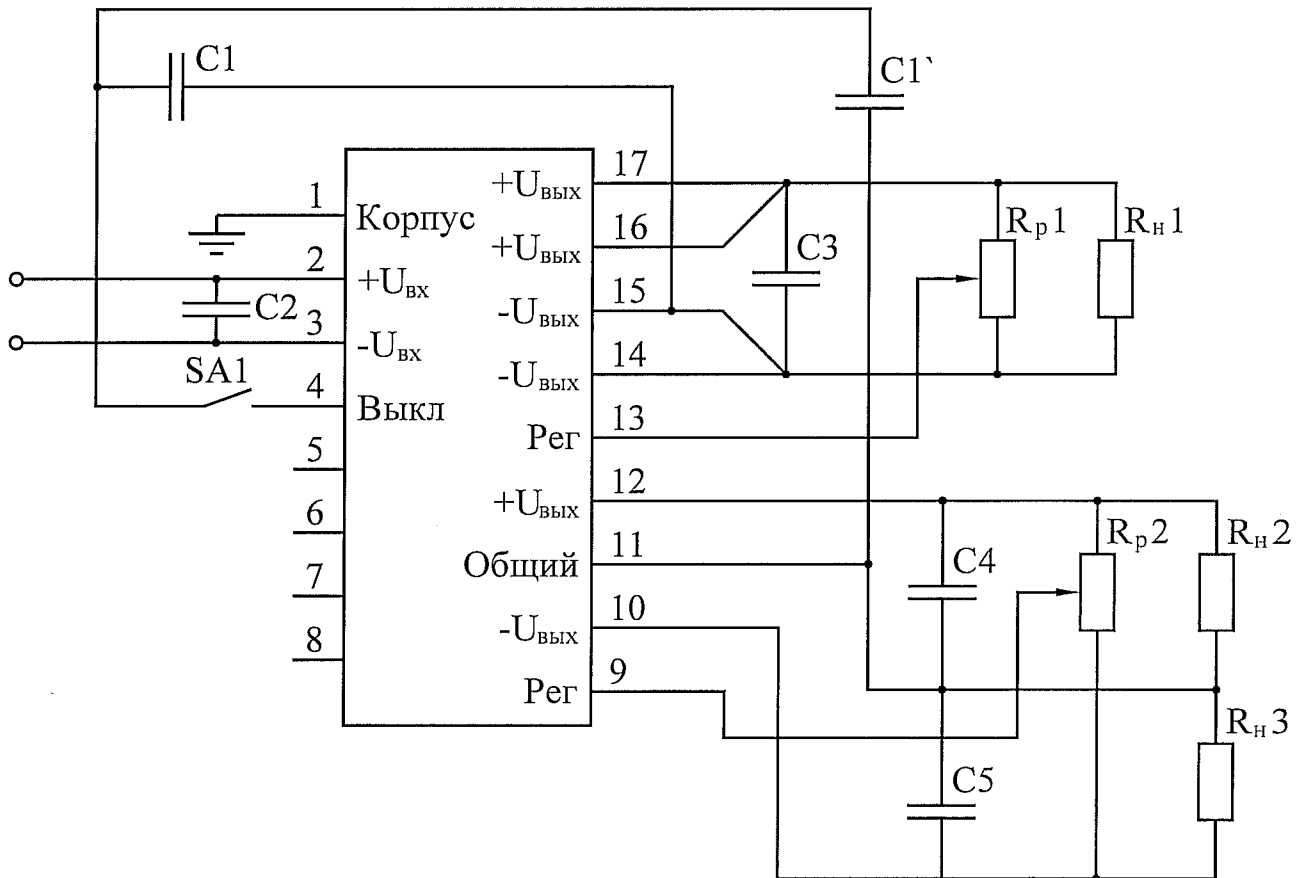 C1
C1`
1
Корпус
2
+Uвх
C2
3
-Uвх
SA1
4
Выкл
5
6
7
8
+Uвых
17
+Uвых
16
-Uвых
15
-Uвых
14
Рег
13
+Uвых
12
Общий
11
-Uвых
10
Рег
9
C3
Rр1
Rн1
C4
Rр2
Rн2
C5
Rн3